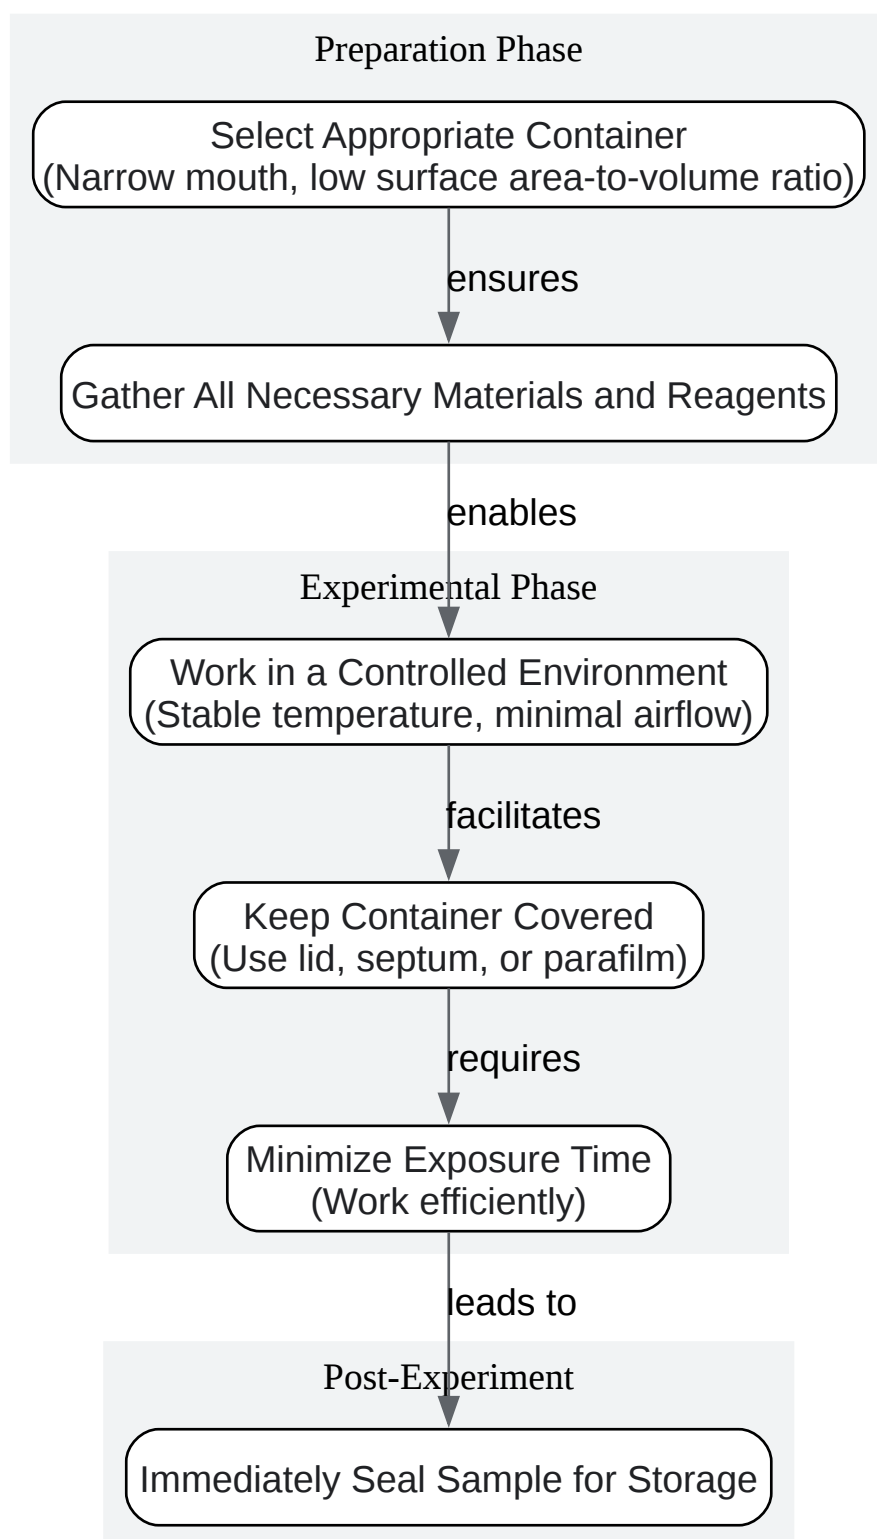 Preparation Phase
Select Appropriate Container
(Narrow mouth, low surface area-to-volume ratio)
ensures
Gather All Necessary Materials and Reagents
enables
Experimental Phase
Work in a Controlled Environment
(Stable temperature, minimal airflow)
facilitates
Keep Container Covered
(Use lid, septum, or parafilm)
requires
Minimize Exposure Time
(Work efficiently)
leads to
Post-Experiment
Immediately Seal Sample for Storage